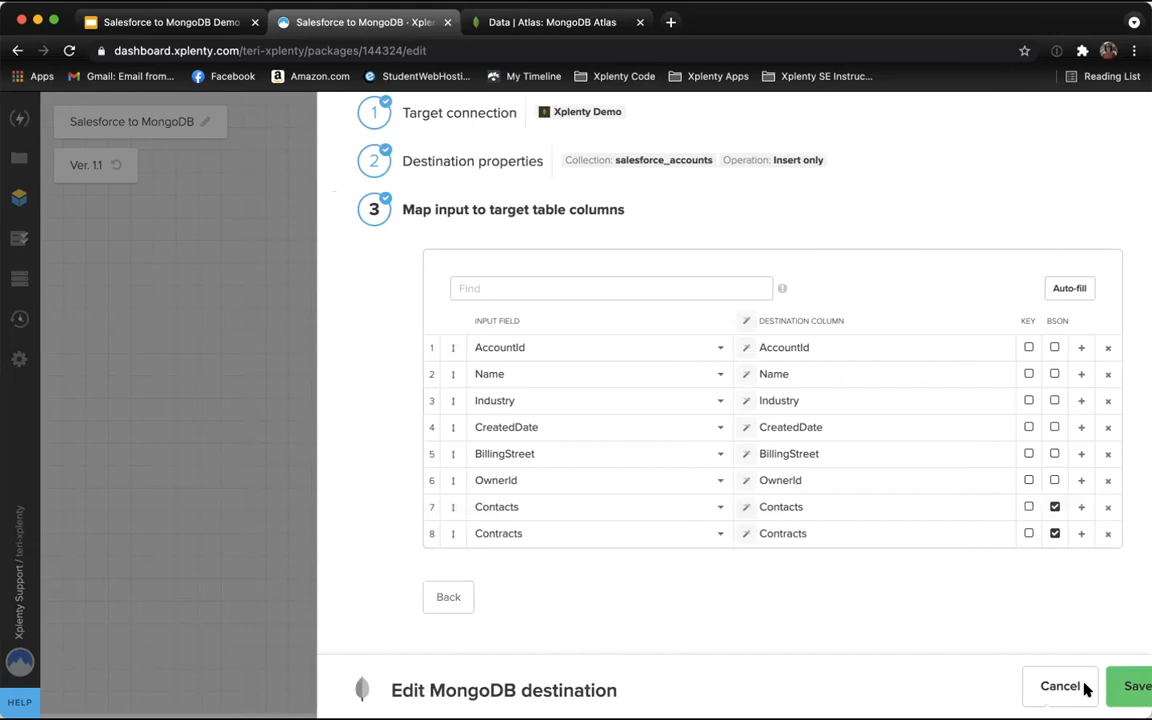 Salesforce to MongoDB Demo
Salesforce to MongoDB · Xplen
Data | Atlas: MongoDB Atlas
dashboard.xplenty.com/teri-xplenty/packages/144324/edit
Apps
Gmail: Email from...
Facebook
Amazon.com
StudentWebHosti...
My Timeline
Xplenty Code
Xplenty Apps
Xplenty SE Instruc...
Reading List
Salesforce to MongoDB
Ver. 1.1
1 Target connection Xplenty Demo
2 Destination properties Collection: salesforce_accounts Operation: Insert only
3 Map input to target table columns
Find
Auto-fill
INPUT FIELD DESTINATION COLUMN KEY BSON
1 AccountId AccountId
2 Name Name
3 Industry Industry
4 CreatedDate CreatedDate
5 BillingStreet BillingStreet
6 OwnerId OwnerId
7 Contacts Contacts
8 Contracts Contracts
Back
Xplenty Support / teri-xplenty
HELP
Edit MongoDB destination
Cancel
Save